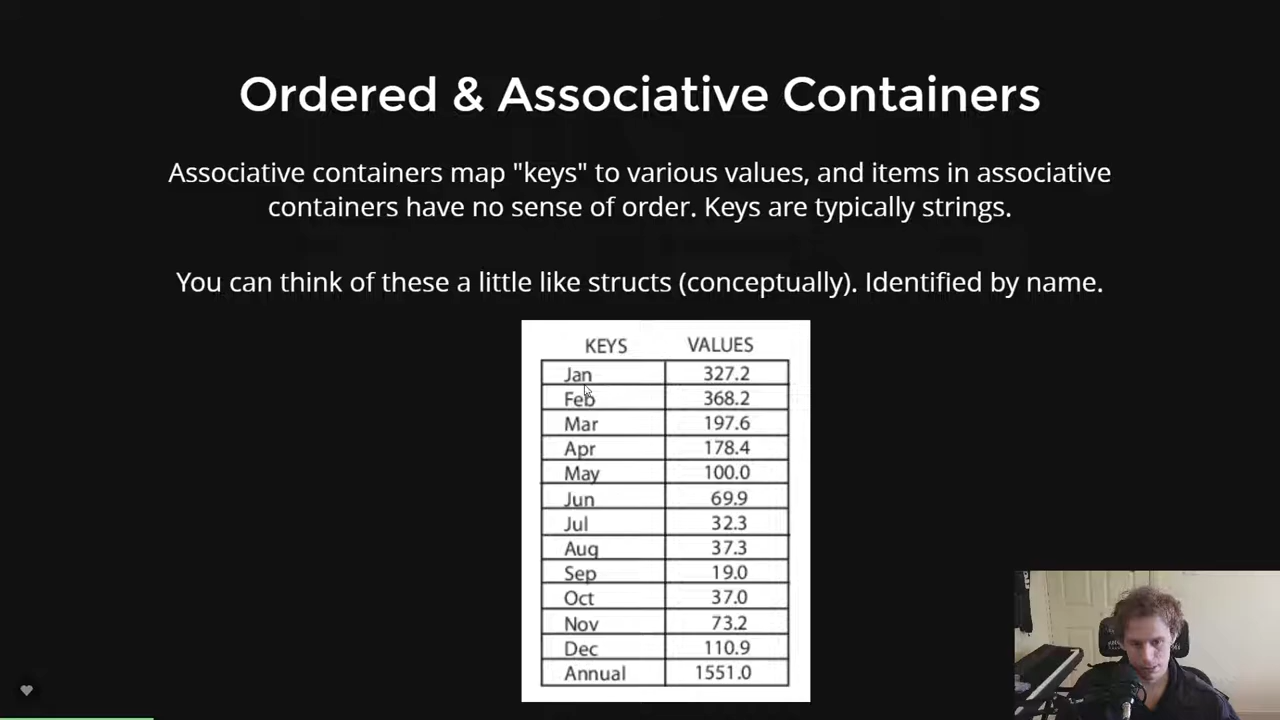 Ordered & Associative Containers
Associative containers map "keys" to various values, and items in associative
containers have no sense of order. Keys are typically strings.
You can think of these a little like structs (conceptually). Identified by name.
KEYS VALUES
Jan 327.2
Feb 368.2
Mar 197.6
Apr 178.4
May 100.0
Jun 69.9
Jul 32.3
Aug 37.3
Sep 19.0
Oct 37.0
Nov 73.2
Dec 110.9
Annual 1551.0